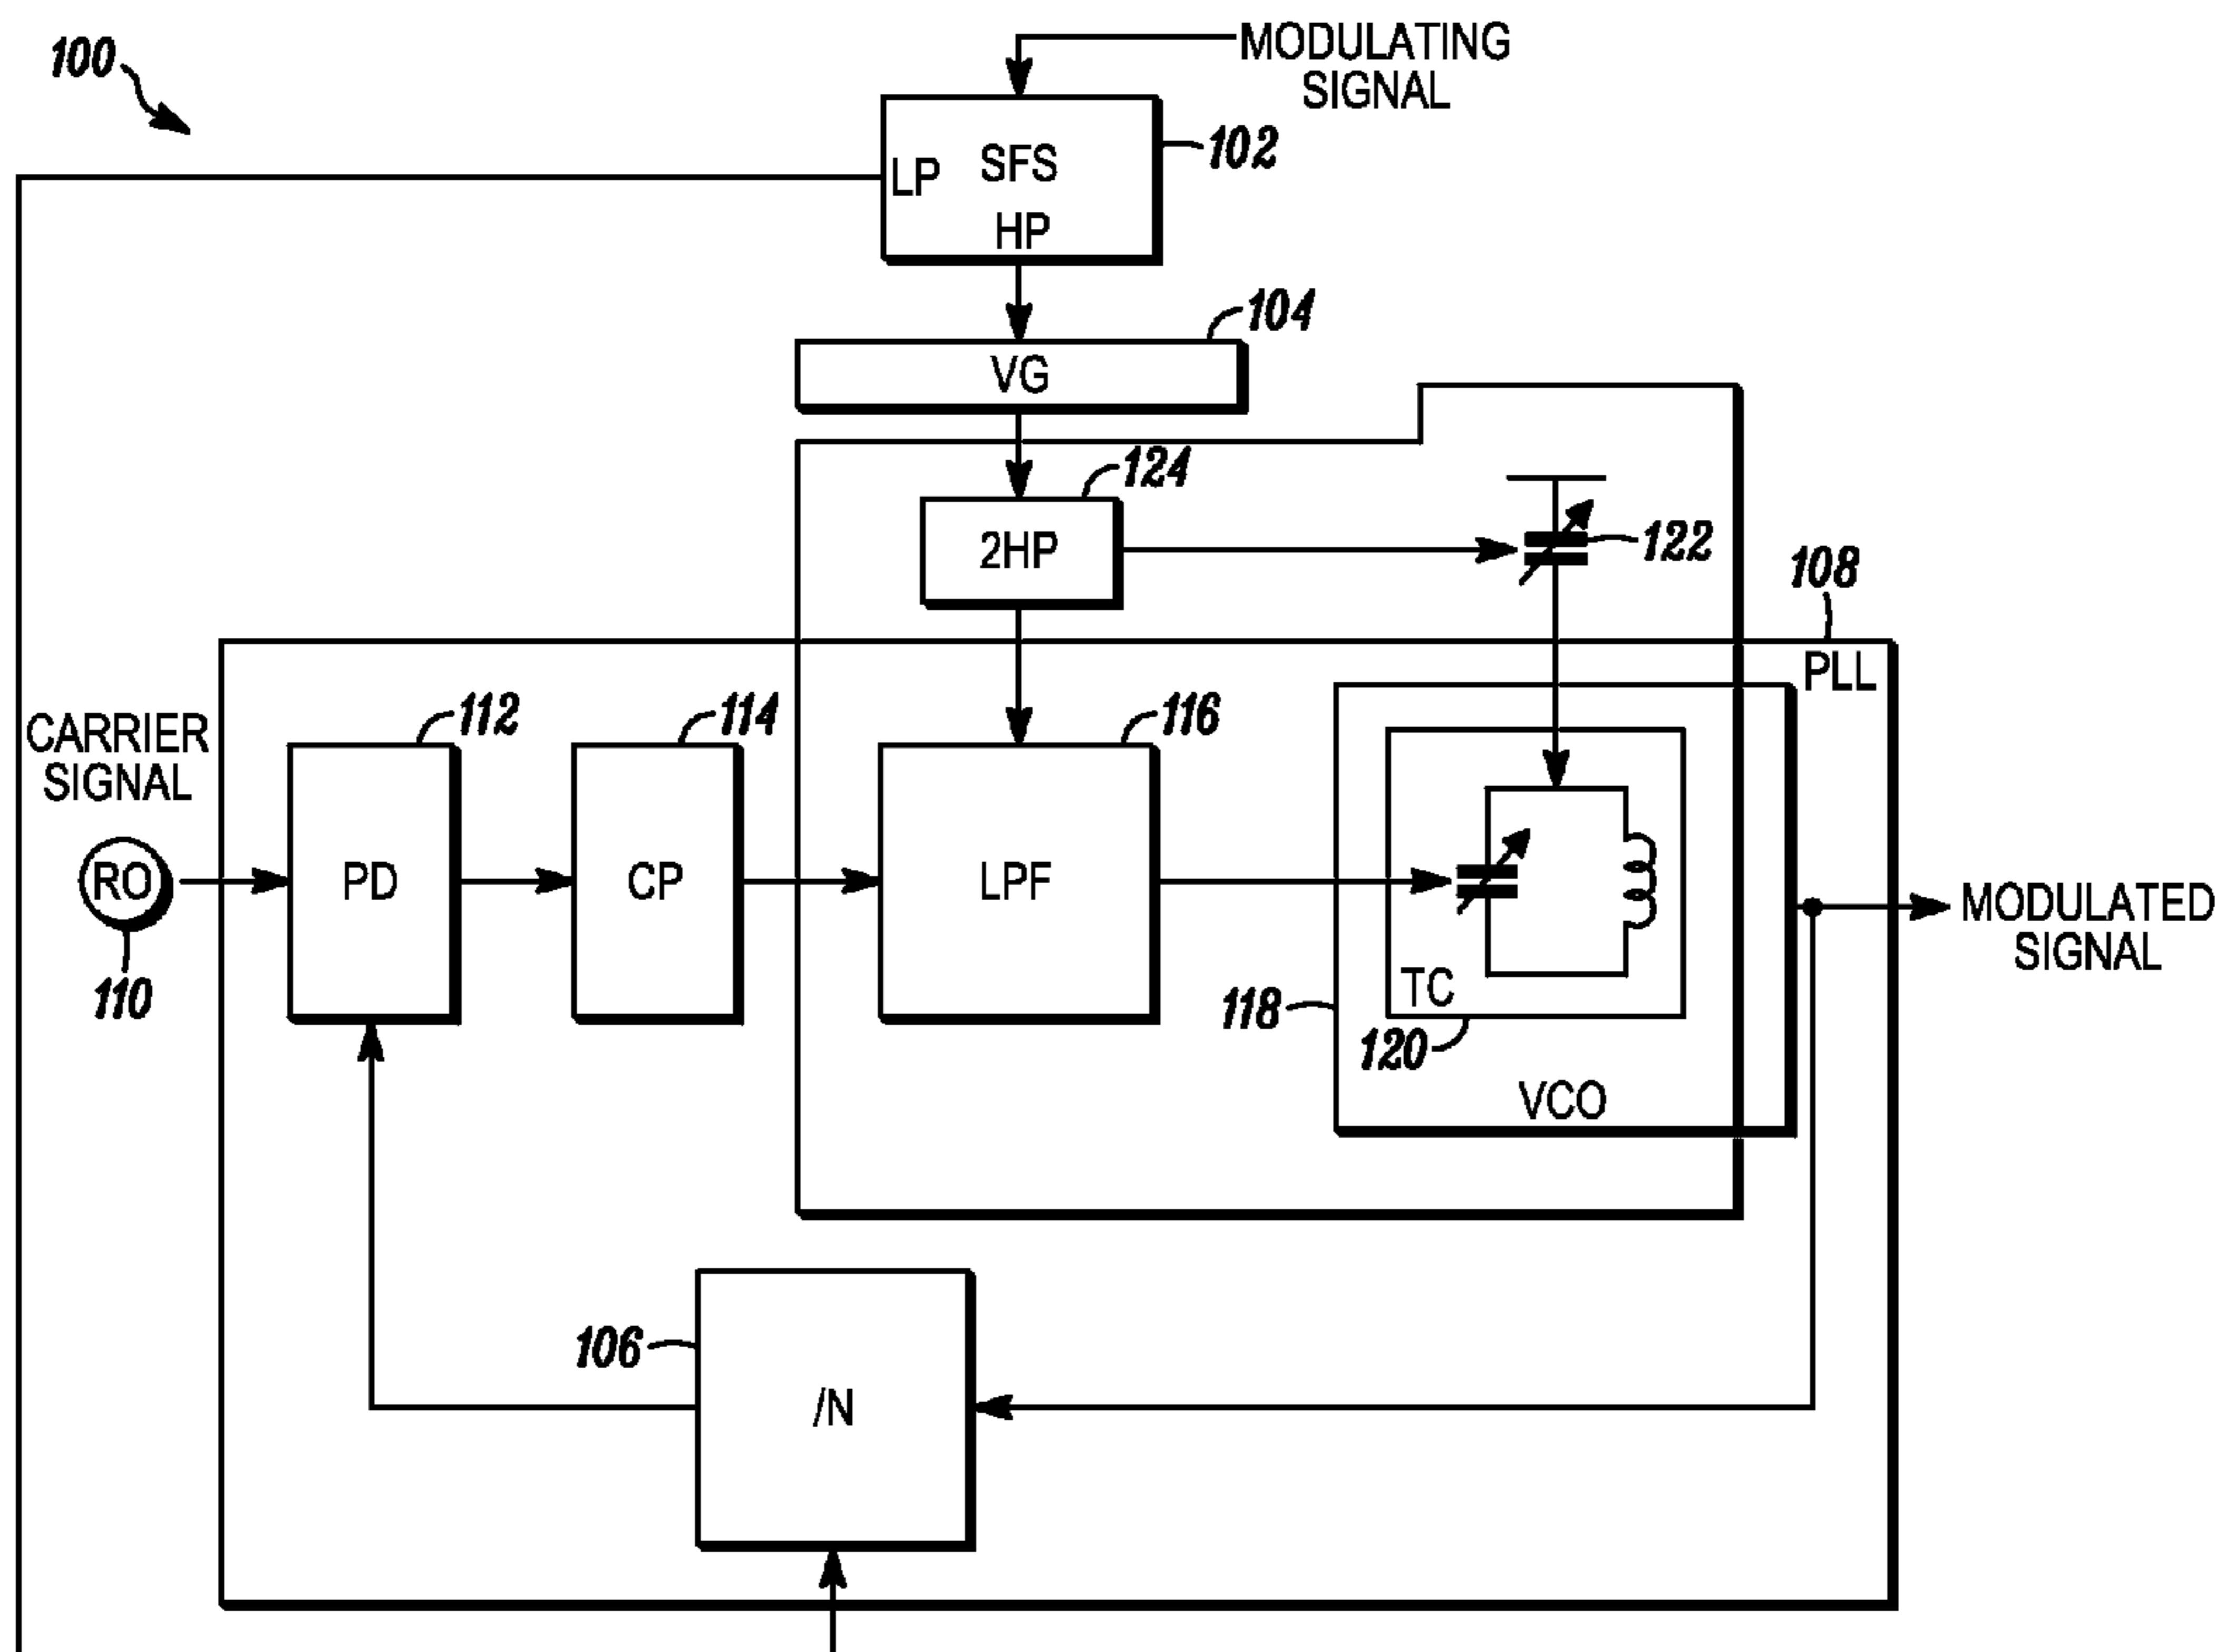 MODULATING
SIGNAL
100
102
LP
SFS
HP
104
VG
124
2HP
122
108
PLL
CARRIER
SIGNAL
112
114
116
RO
PD
CP
LPF
MODULATED
SIGNAL
110
TC
118
120
VCO
106
/N